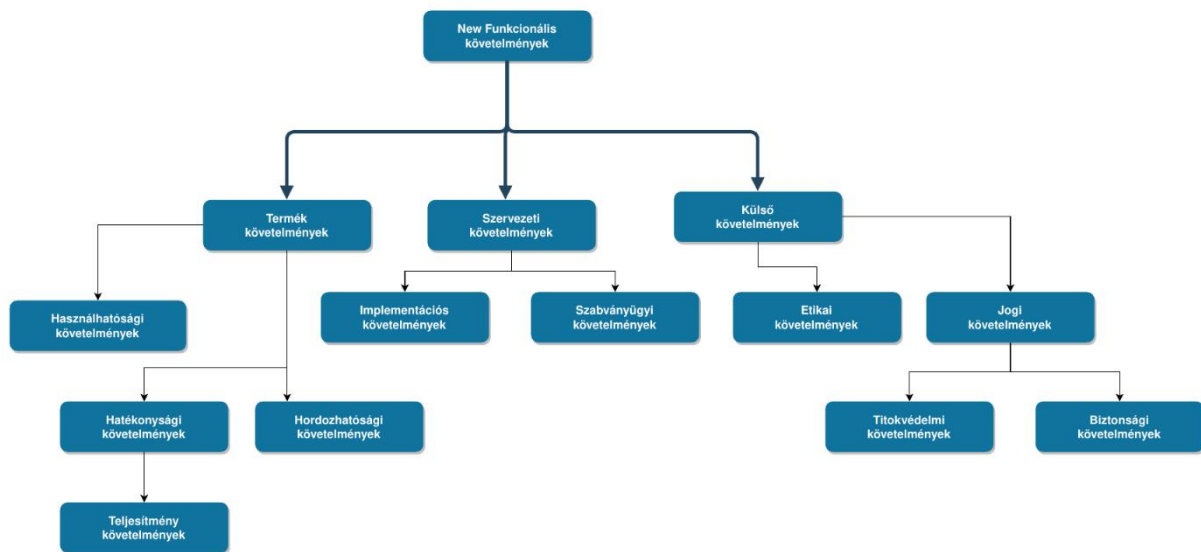 New Funkcionális
követelmények
Termék
követelmények
Szervezeti
követelmények
Külső
követelmények
Használhatósági
követelmények
Implementációs
követelmények
Szabványügyi
követelmények
Etikai
követelmények
Jogi
követelmények
Hatékonysági
követelmények
Hordozhatósági
követelmények
Titokvédelmi
követelmények
Biztonsági
követelmények
Teljesítmény
követelmények